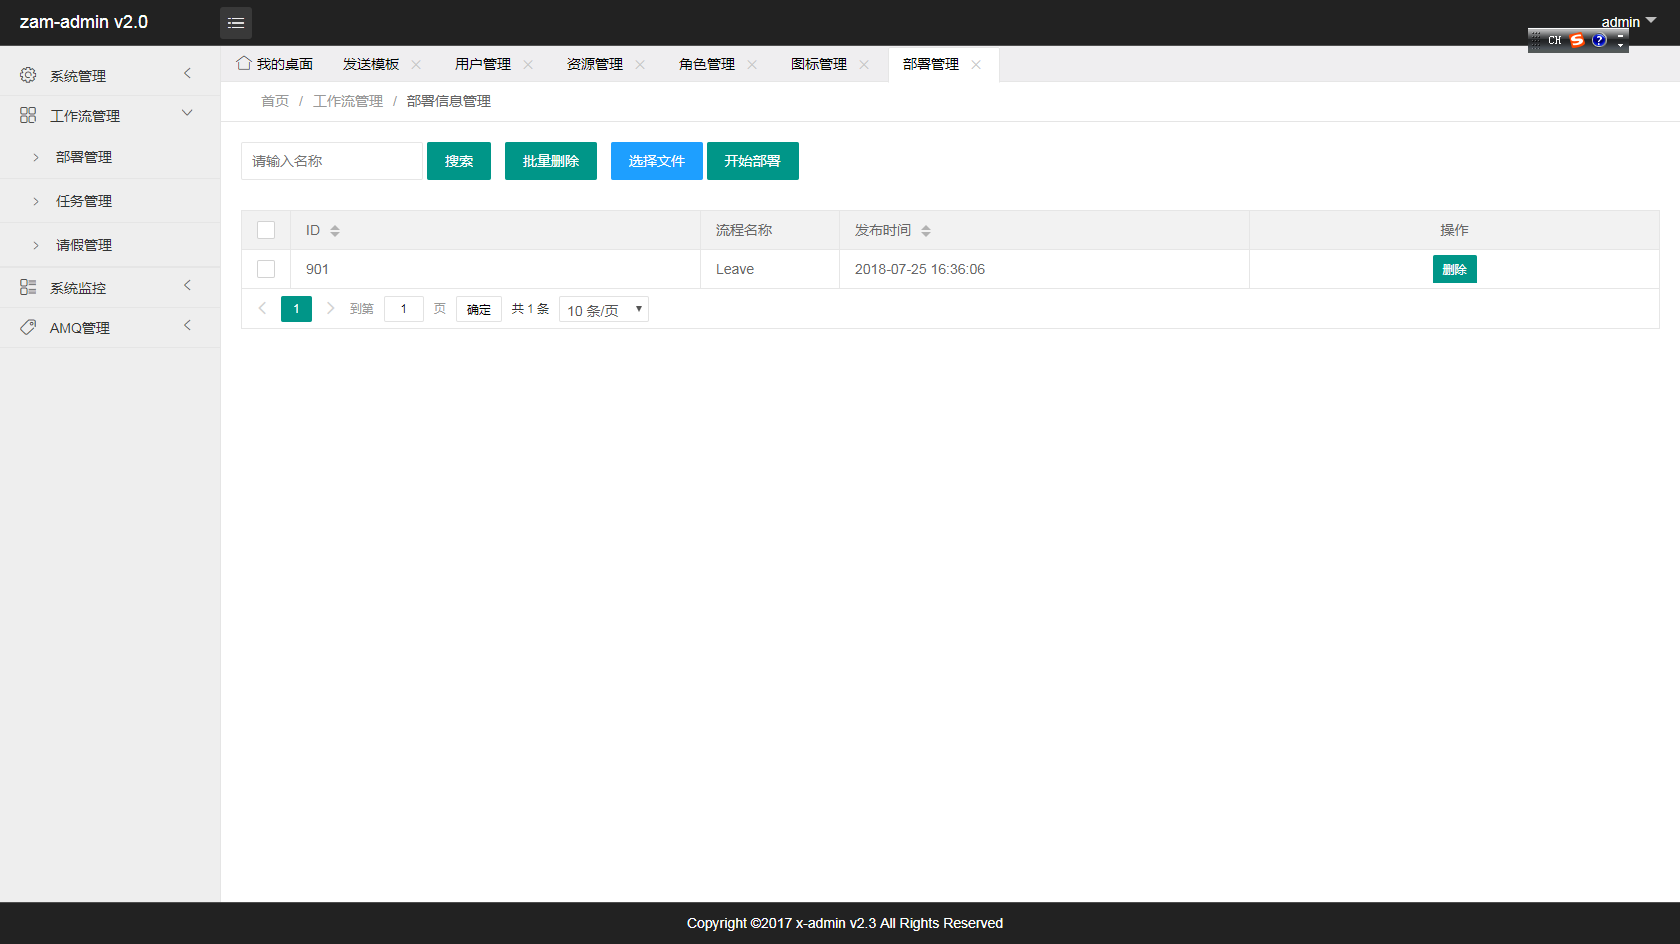 zam-admin v2.0
admin
CH
我的桌面 发送模板 用户管理 资源管理 角色管理 图标管理 部署管理
首页 / 工作流管理 / 部署信息管理
系统管理
工作流管理
部署管理
任务管理
请假管理
系统监控
AMQ管理
请输入名称 搜索 批量删除 选择文件 开始部署
ID 流程名称 发布时间 操作
901 Leave 2018-07-25 16:36:06 删除
1 到第 1 页 确定 共 1 条 10 条/页
Copyright ©2017 x-admin v2.3 All Rights Reserved